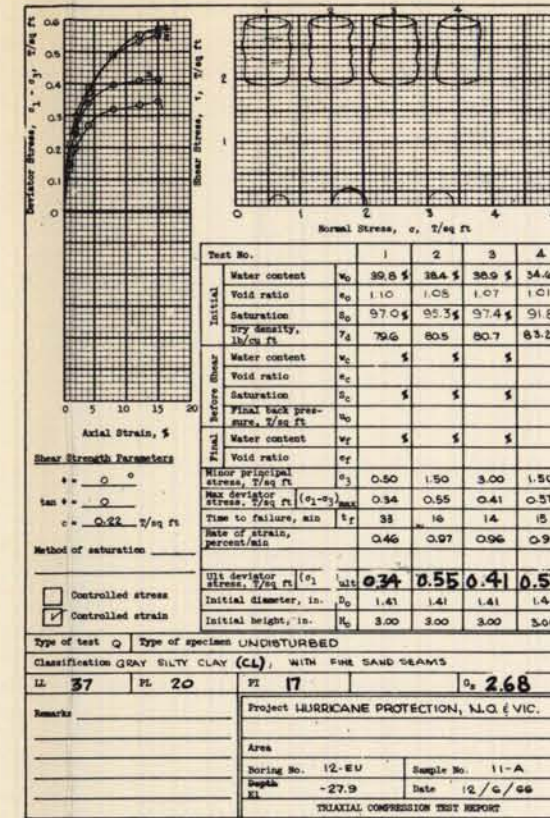 0.6
0.5
0.4
0.3
0.2
0.1
0
Deviator Stress, σ1 - σ3, T/sq ft
0 5 10 15 20
Axial Strain, %
1 2 3 4
Shear Stress, τ, T/sq ft
2
1
0 1 2 3 4
Normal Stress, σ, T/sq ft
Shear Strength Parameters
φ = 0 °
tan φ = 0
c = 0.22 T/sq ft
Method of saturation
Controlled stress
Controlled strain
Test No. 1 2 3 4
Initial
Water content w0 39.8 % 38.4 % 38.9 % 34.6
Void ratio e0 1.10 1.08 1.07 1.01
Saturation S0 97.0 % 95.3 % 97.4 % 91.8
Dry density, lb/cu ft γd 79.6 80.5 80.7 83.2
Before Shear
Water content wc % % %
Void ratio ec
Saturation Sc % % %
Final back pressure, T/sq ft u0
Final
Water content wf % % %
Void ratio ef
Minor principal stress, T/sq ft σ3 0.50 1.50 3.00 1.50
Max deviator stress, T/sq ft (σ1-σ3)max 0.34 0.55 0.41 0.57
Time to failure, min tf 33 16 14 15
Rate of strain, percent/min 0.46 0.97 0.96 0.9
Ult deviator stress, T/sq ft (σ1 ult 0.34 0.55 0.41 0.5
Initial diameter, in. D0 1.41 1.41 1.41 1.4
Initial height, in. H0 3.00 3.00 3.00 3.00
Type of test Q Type of specimen UNDISTURBED
Classification GRAY SILTY CLAY (CL), WITH FINE SAND SEAMS
LL 37 PL 20 PI 17 Gs 2.68
Remarks
Project HURRICANE PROTECTION, N.O. & VIC.
Area
Boring No. 12-EU Sample No. 11-A
Depth El -27.9 Date 12/6/66
TRIAXIAL COMPRESSION TEST REPORT